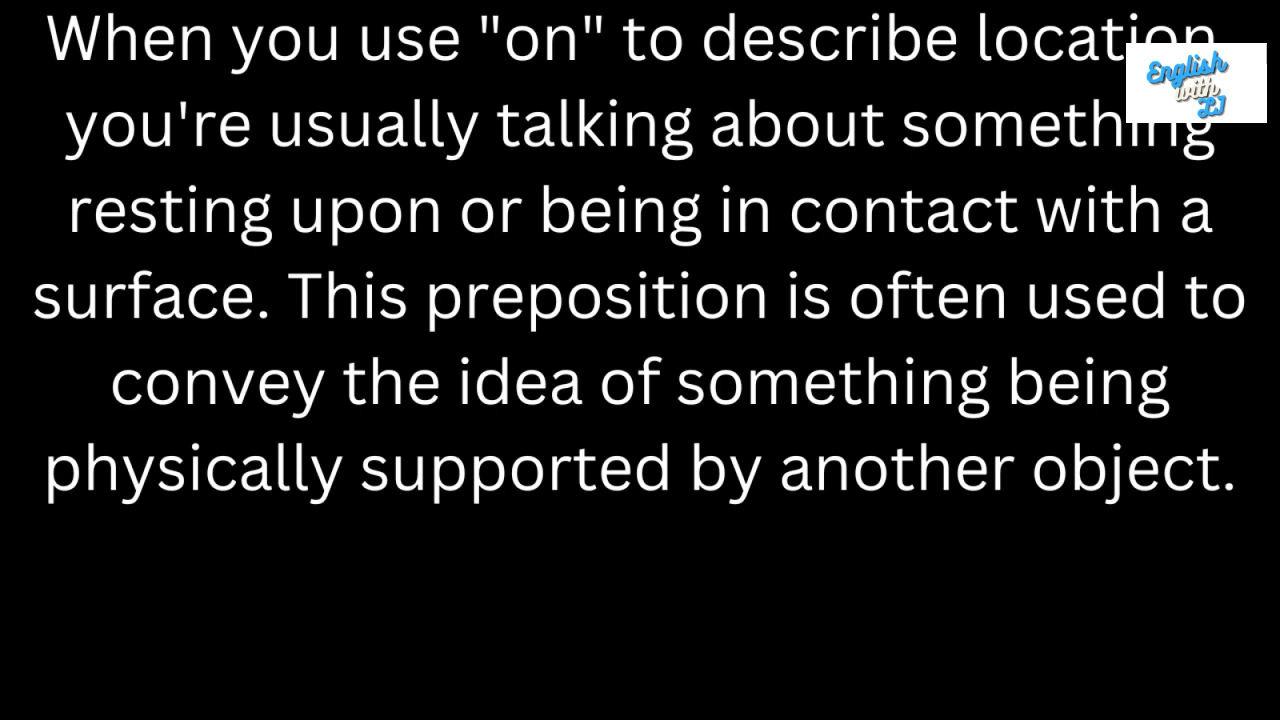 When you use "on" to describe location,
you're usually talking about something
resting upon or being in contact with a
surface. This preposition is often used to
convey the idea of something being
physically supported by another object.
English
with
LJ